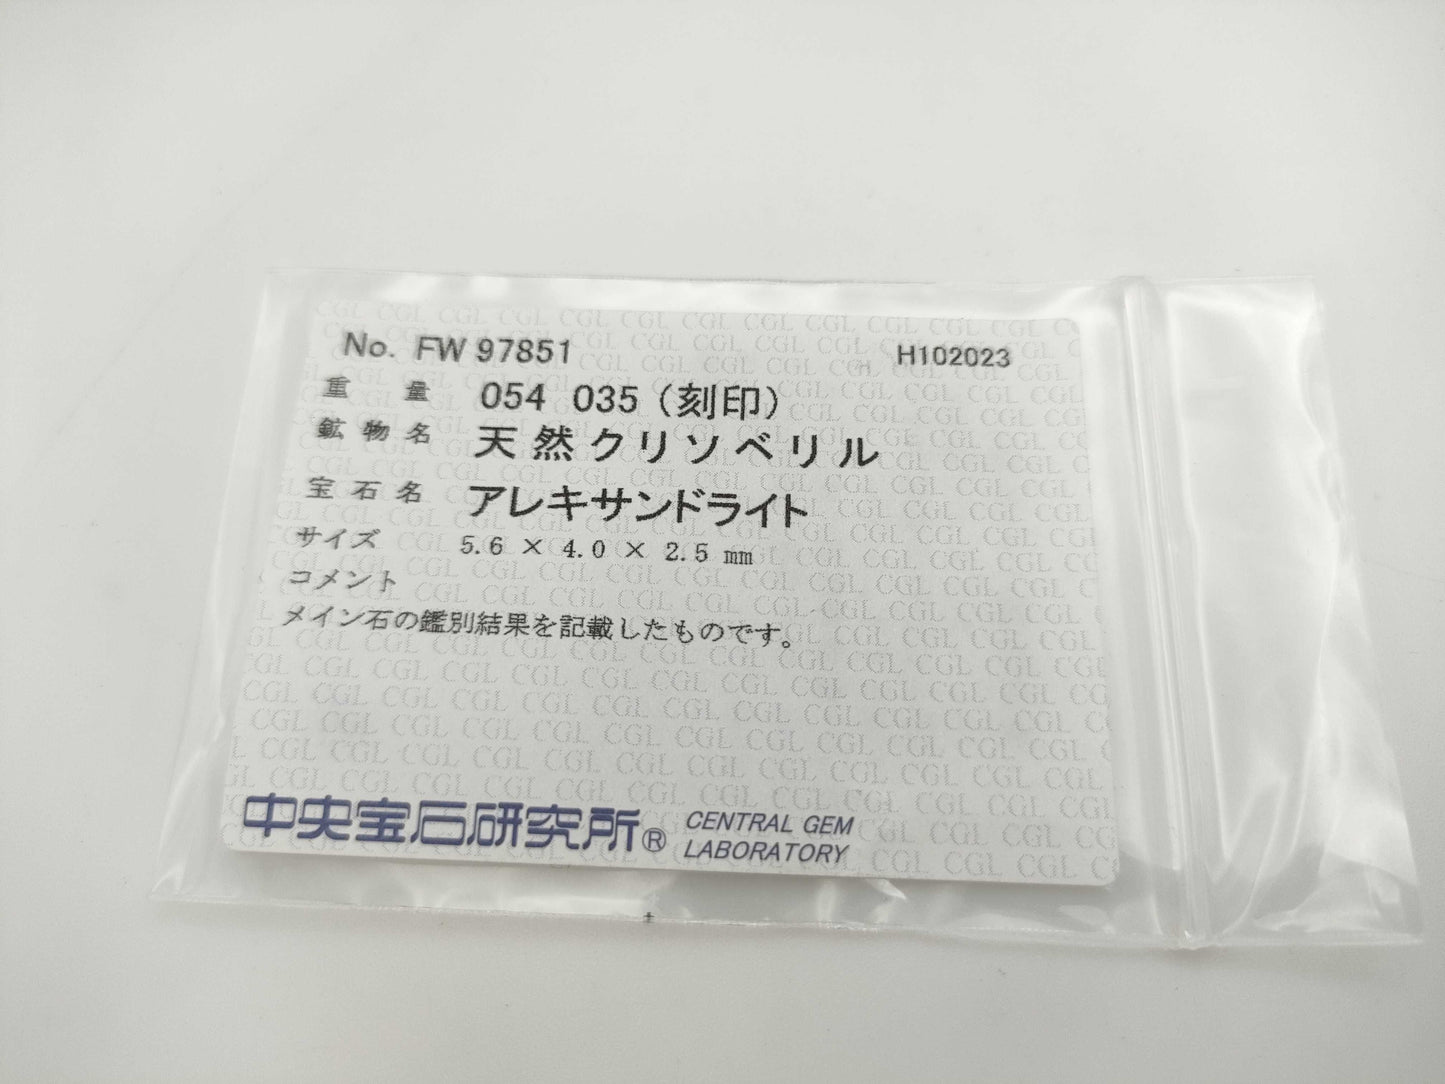 No. FW 97851 H102023
重量 054 035 (刻印)
鉱物名 天然クリソベリル
宝石名 アレキサンドライト
サイズ 5.6 × 4.0 × 2.5 mm
コメント
メイン石の鑑別結果を記載したものです。
中央宝石研究所® CENTRAL GEM
LABORATORY